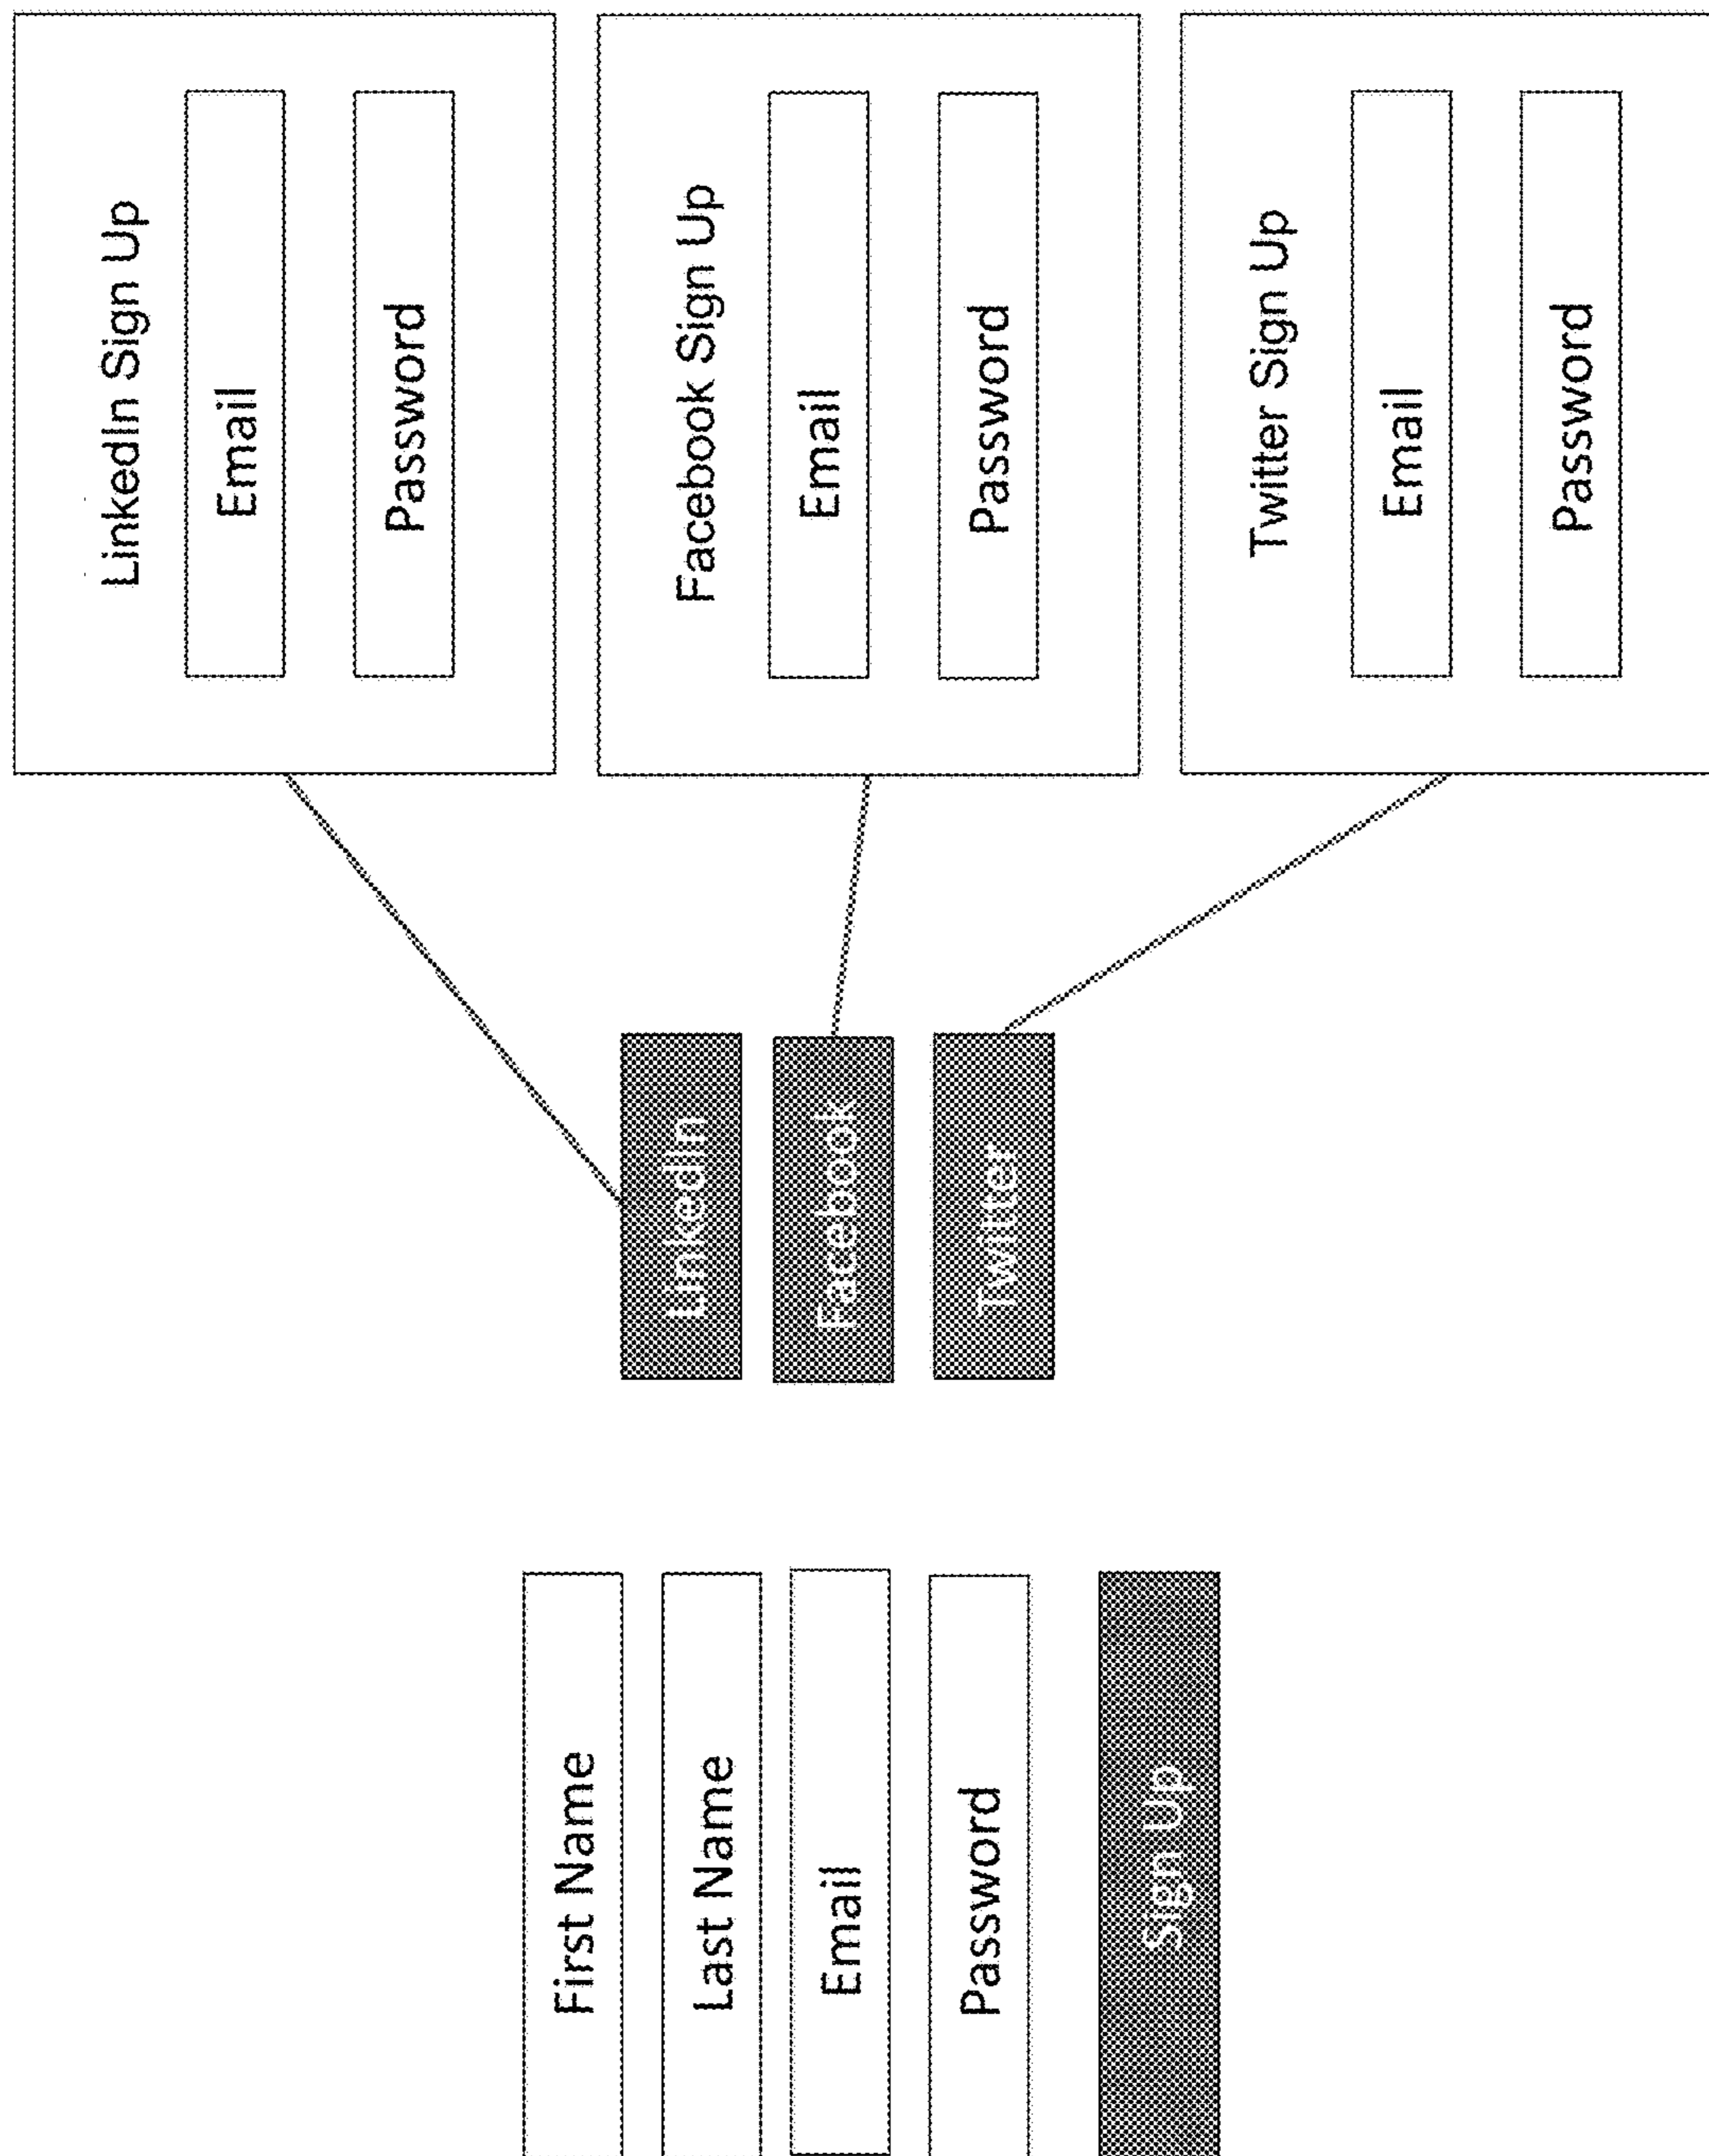 First Name
Last Name
Email
Password
Sign Up
LinkedIn
Facebook
Twitter
LinkedIn Sign Up
Email
Password
Facebook Sign Up
Email
Password
Twitter Sign Up
Email
Password